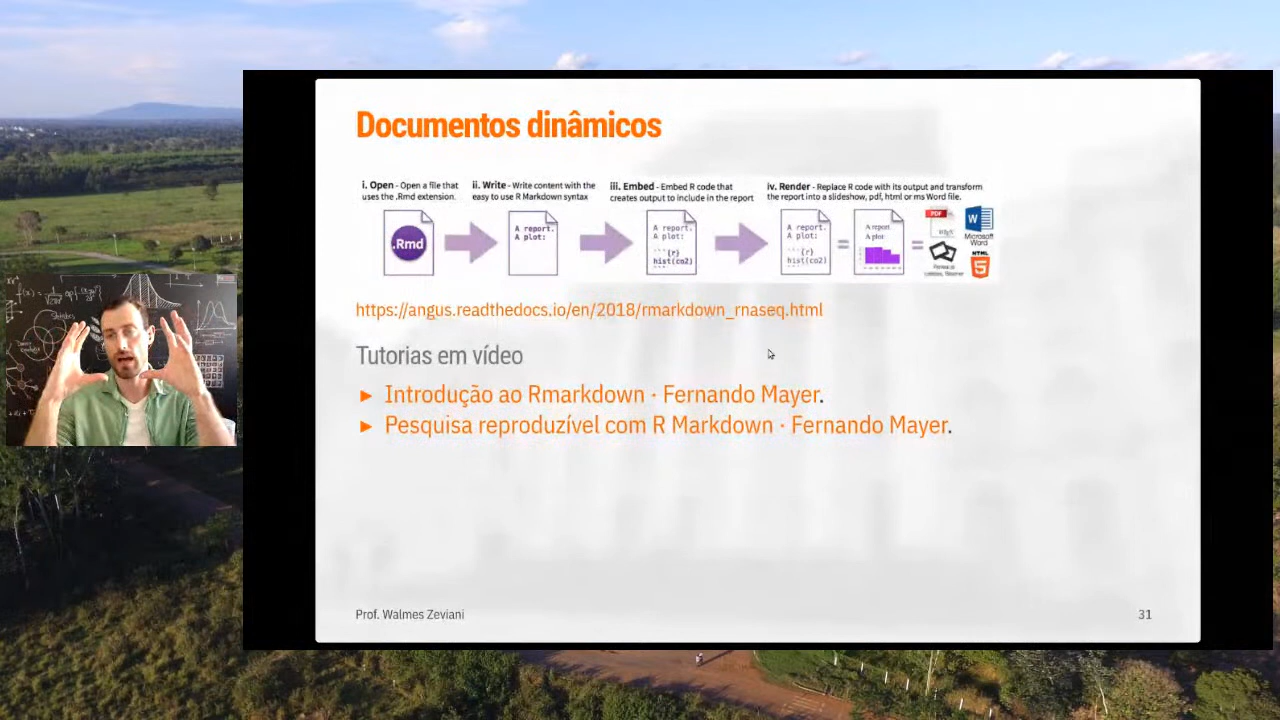 Documentos dinâmicos
i. Open - Open a file that
uses the .Rmd extension.
ii. Write - Write content with the
easy to use R Markdown syntax
iii. Embed - Embed R code that
creates output to include in the report
iv. Render - Replace R code with its output and transform
the report into a slideshow, pdf, html or ms Word file.
.Rmd
A report.
A plot:
A report.
A plot:
```{r}
hist(co2)
```
A report.
A plot:
```{r}
hist(co2)
```
=
A report.
A plot:
=
PDF
LaTeX
W
Microsoft
Word
HTML
5
https://angus.readthedocs.io/en/2018/rmarkdown_rnaseq.html
Tutorias em vídeo
► Introdução ao Rmarkdown · Fernando Mayer.
► Pesquisa reproduzível com R Markdown · Fernando Mayer.
Statistics
Prof. Walmes Zeviani
31